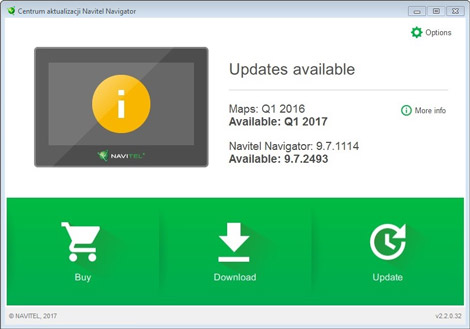 Centrum aktualizacji Navitel Navigator
Options
Updates available
Maps: Q1 2016
More info
Available: Q1 2017
Navitel Navigator: 9.7.1114
Available: 9.7.2493
i
NAVITEL®
Buy
Download
Update
© NAVITEL, 2017
v2.2.0.32